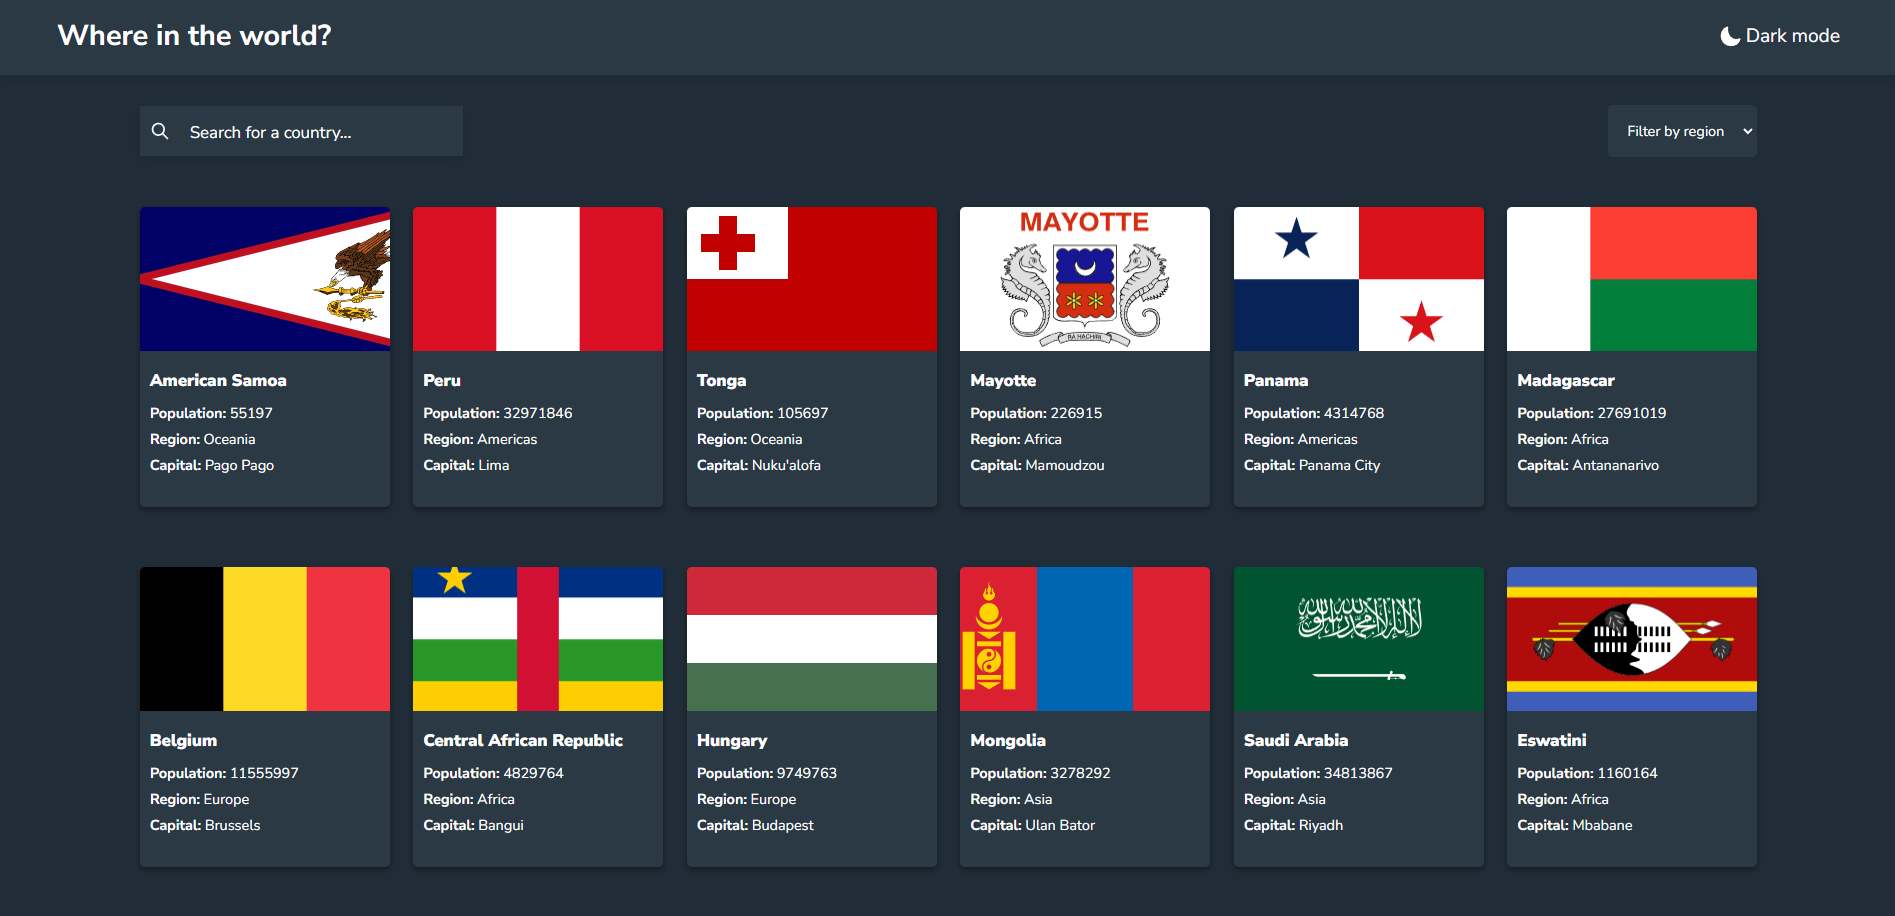 Where in the world?
Dark mode
Search for a country...
Filter by region
MAYOTTE
RA HACHIRI
American Samoa
Population: 55197
Region: Oceania
Capital: Pago Pago
Peru
Population: 32971846
Region: Americas
Capital: Lima
Tonga
Population: 105697
Region: Oceania
Capital: Nuku'alofa
Mayotte
Population: 226915
Region: Africa
Capital: Mamoudzou
Panama
Population: 4314768
Region: Americas
Capital: Panama City
Madagascar
Population: 27691019
Region: Africa
Capital: Antananarivo
لا إله إلا الله محمد رسول الله
Belgium
Population: 11555997
Region: Europe
Capital: Brussels
Central African Republic
Population: 4829764
Region: Africa
Capital: Bangui
Hungary
Population: 9749763
Region: Europe
Capital: Budapest
Mongolia
Population: 3278292
Region: Asia
Capital: Ulan Bator
Saudi Arabia
Population: 34813867
Region: Asia
Capital: Riyadh
Eswatini
Population: 1160164
Region: Africa
Capital: Mbabane